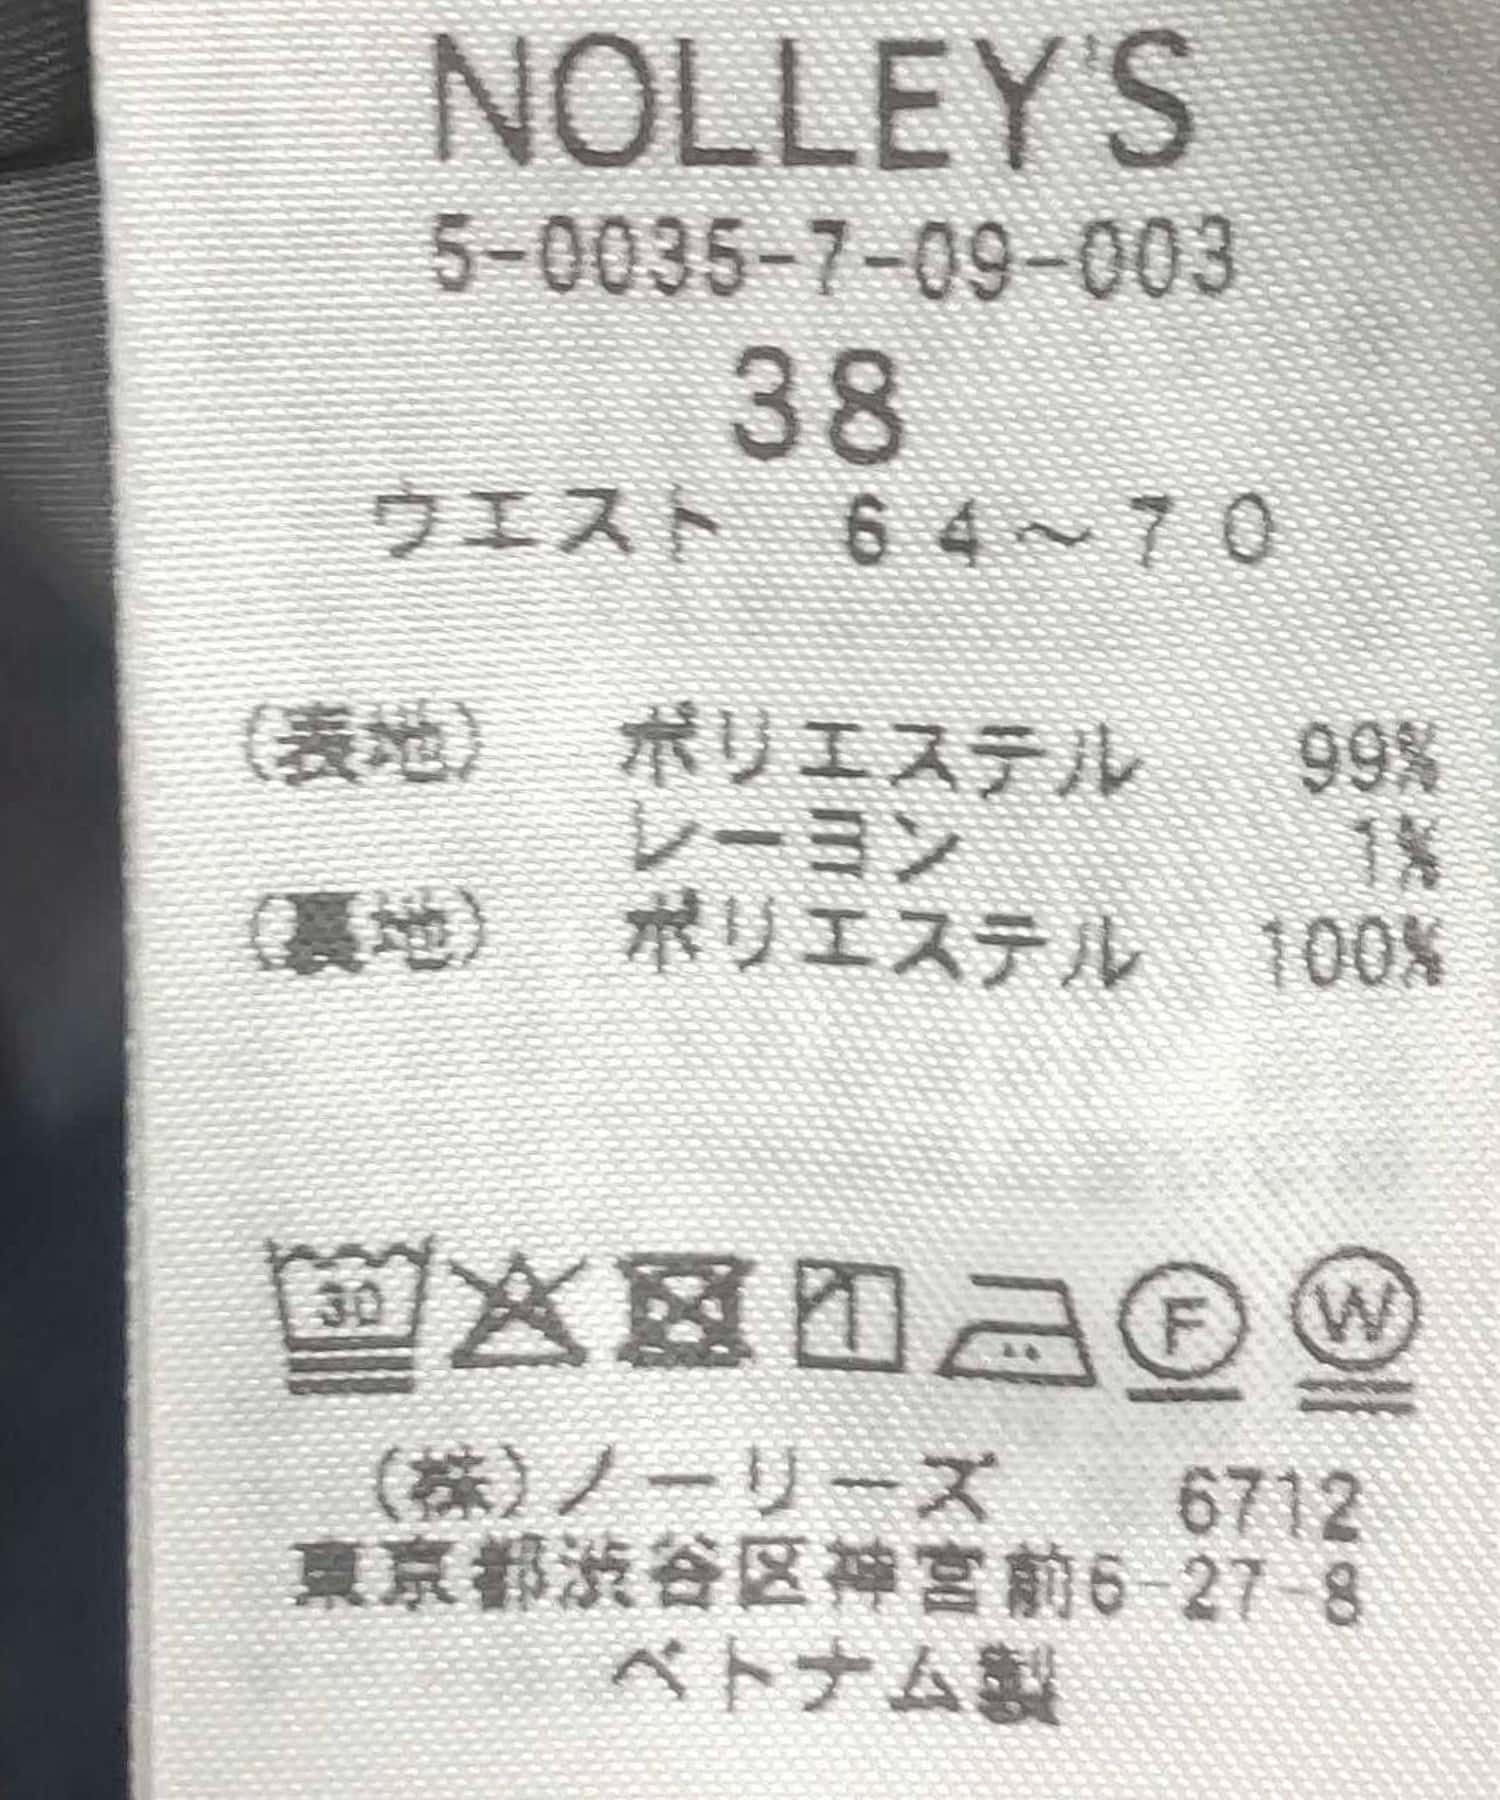 NOLLEY'S
5-0035-7-09-003
38
ウエスト　64〜70
(表地) ポリエステル 99%
レーヨン 1%
(裏地) ポリエステル 100%
30
F W
(株)ノーリーズ 6712
東京都渋谷区神宮前6-27-8
ベトナム製